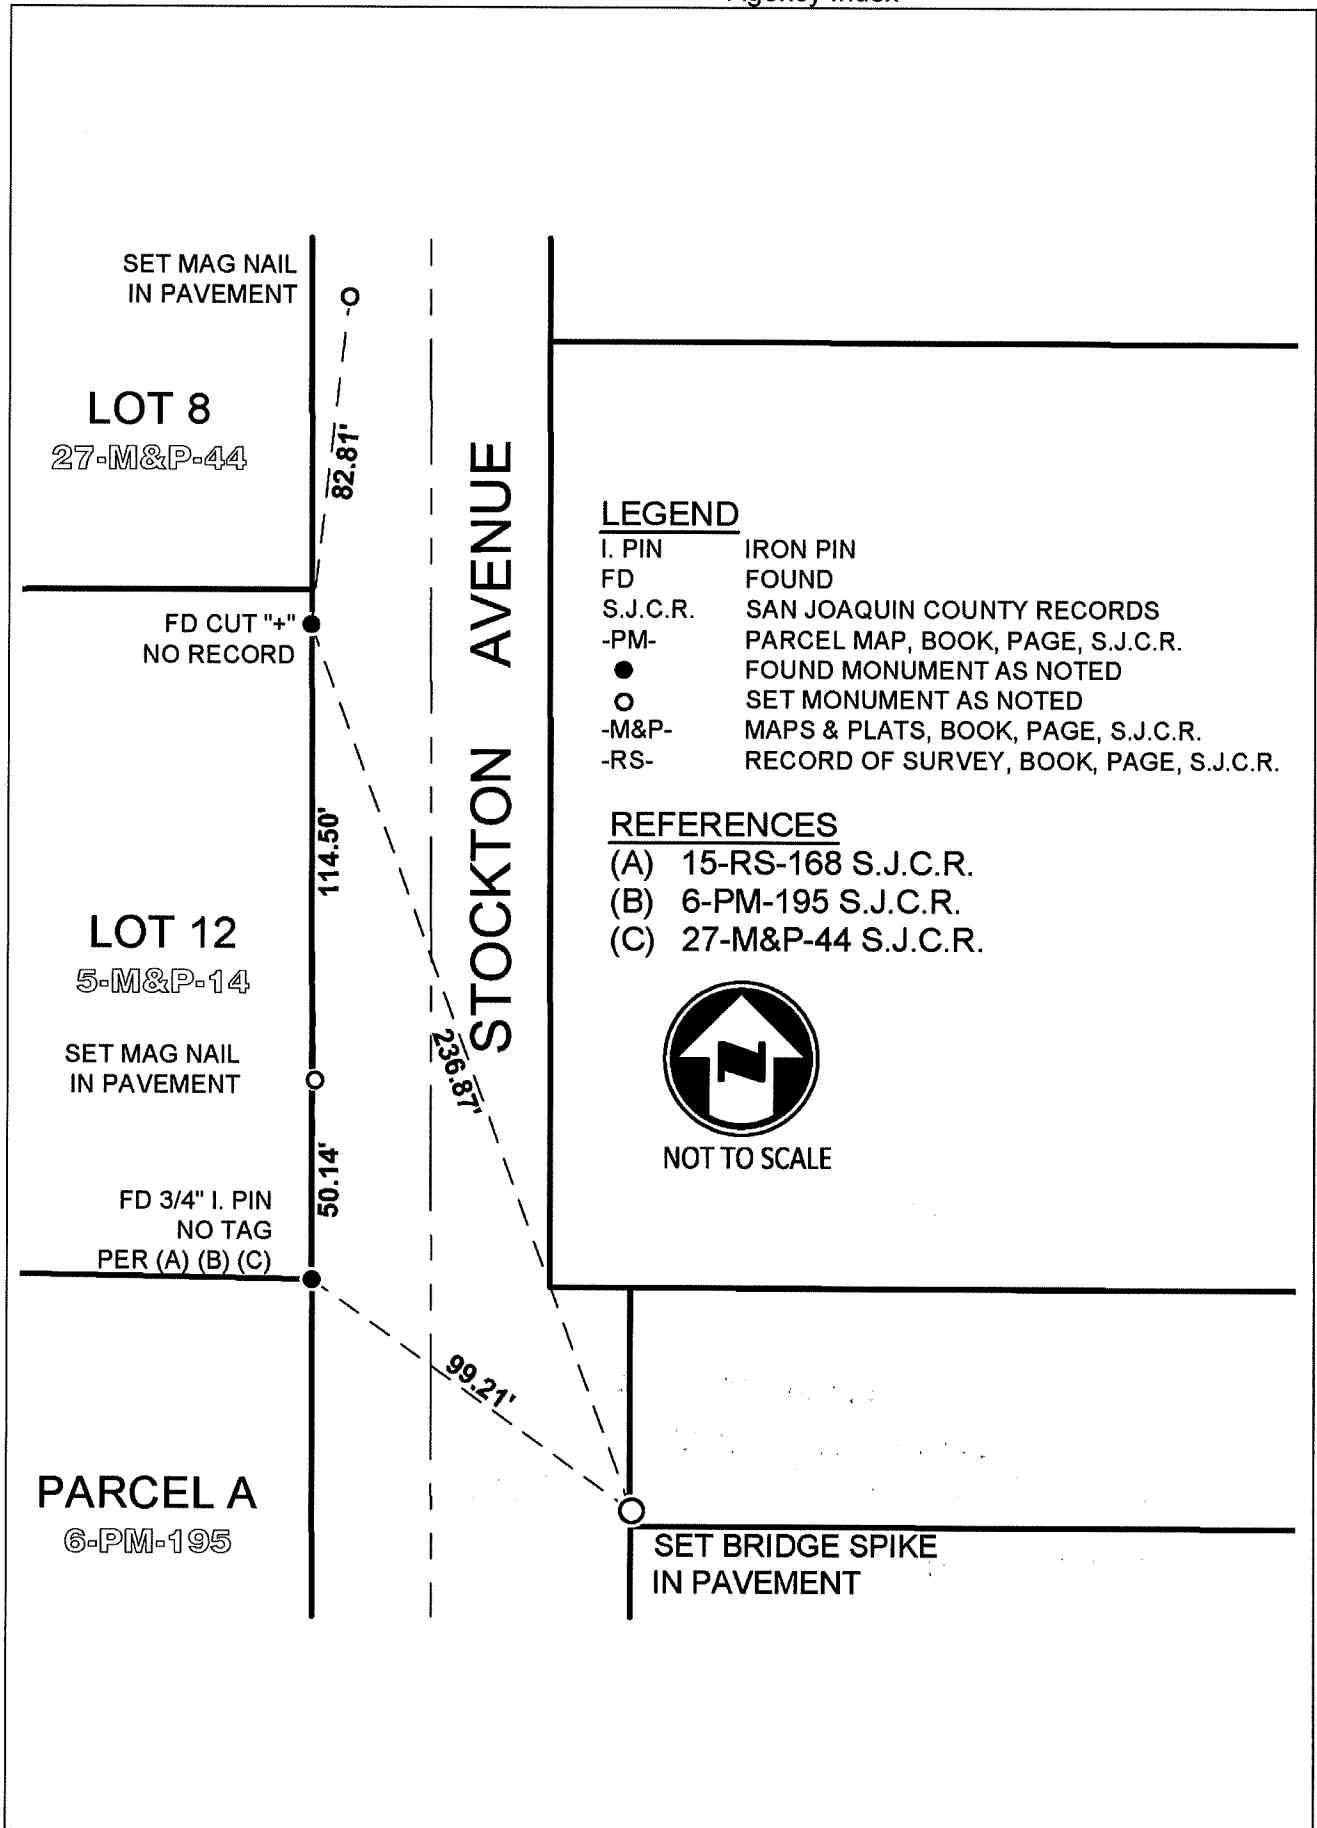 Agency Index
SET MAG NAIL
IN PAVEMENT
LOT 8
27-M&P-44
82.81'
FD CUT "+"
NO RECORD
STOCKTON AVENUE
114.50'
LOT 12
5-M&P-14
SET MAG NAIL
IN PAVEMENT
236.87'
50.14'
FD 3/4" I. PIN
NO TAG
PER (A) (B) (C)
99.21'
PARCEL A
6-PM-195
SET BRIDGE SPIKE
IN PAVEMENT
LEGEND
I. PIN IRON PIN
FD FOUND
S.J.C.R. SAN JOAQUIN COUNTY RECORDS
-PM- PARCEL MAP, BOOK, PAGE, S.J.C.R.
● FOUND MONUMENT AS NOTED
○ SET MONUMENT AS NOTED
-M&P- MAPS & PLATS, BOOK, PAGE, S.J.C.R.
-RS- RECORD OF SURVEY, BOOK, PAGE, S.J.C.R.
REFERENCES
(A) 15-RS-168 S.J.C.R.
(B) 6-PM-195 S.J.C.R.
(C) 27-M&P-44 S.J.C.R.
N
NOT TO SCALE